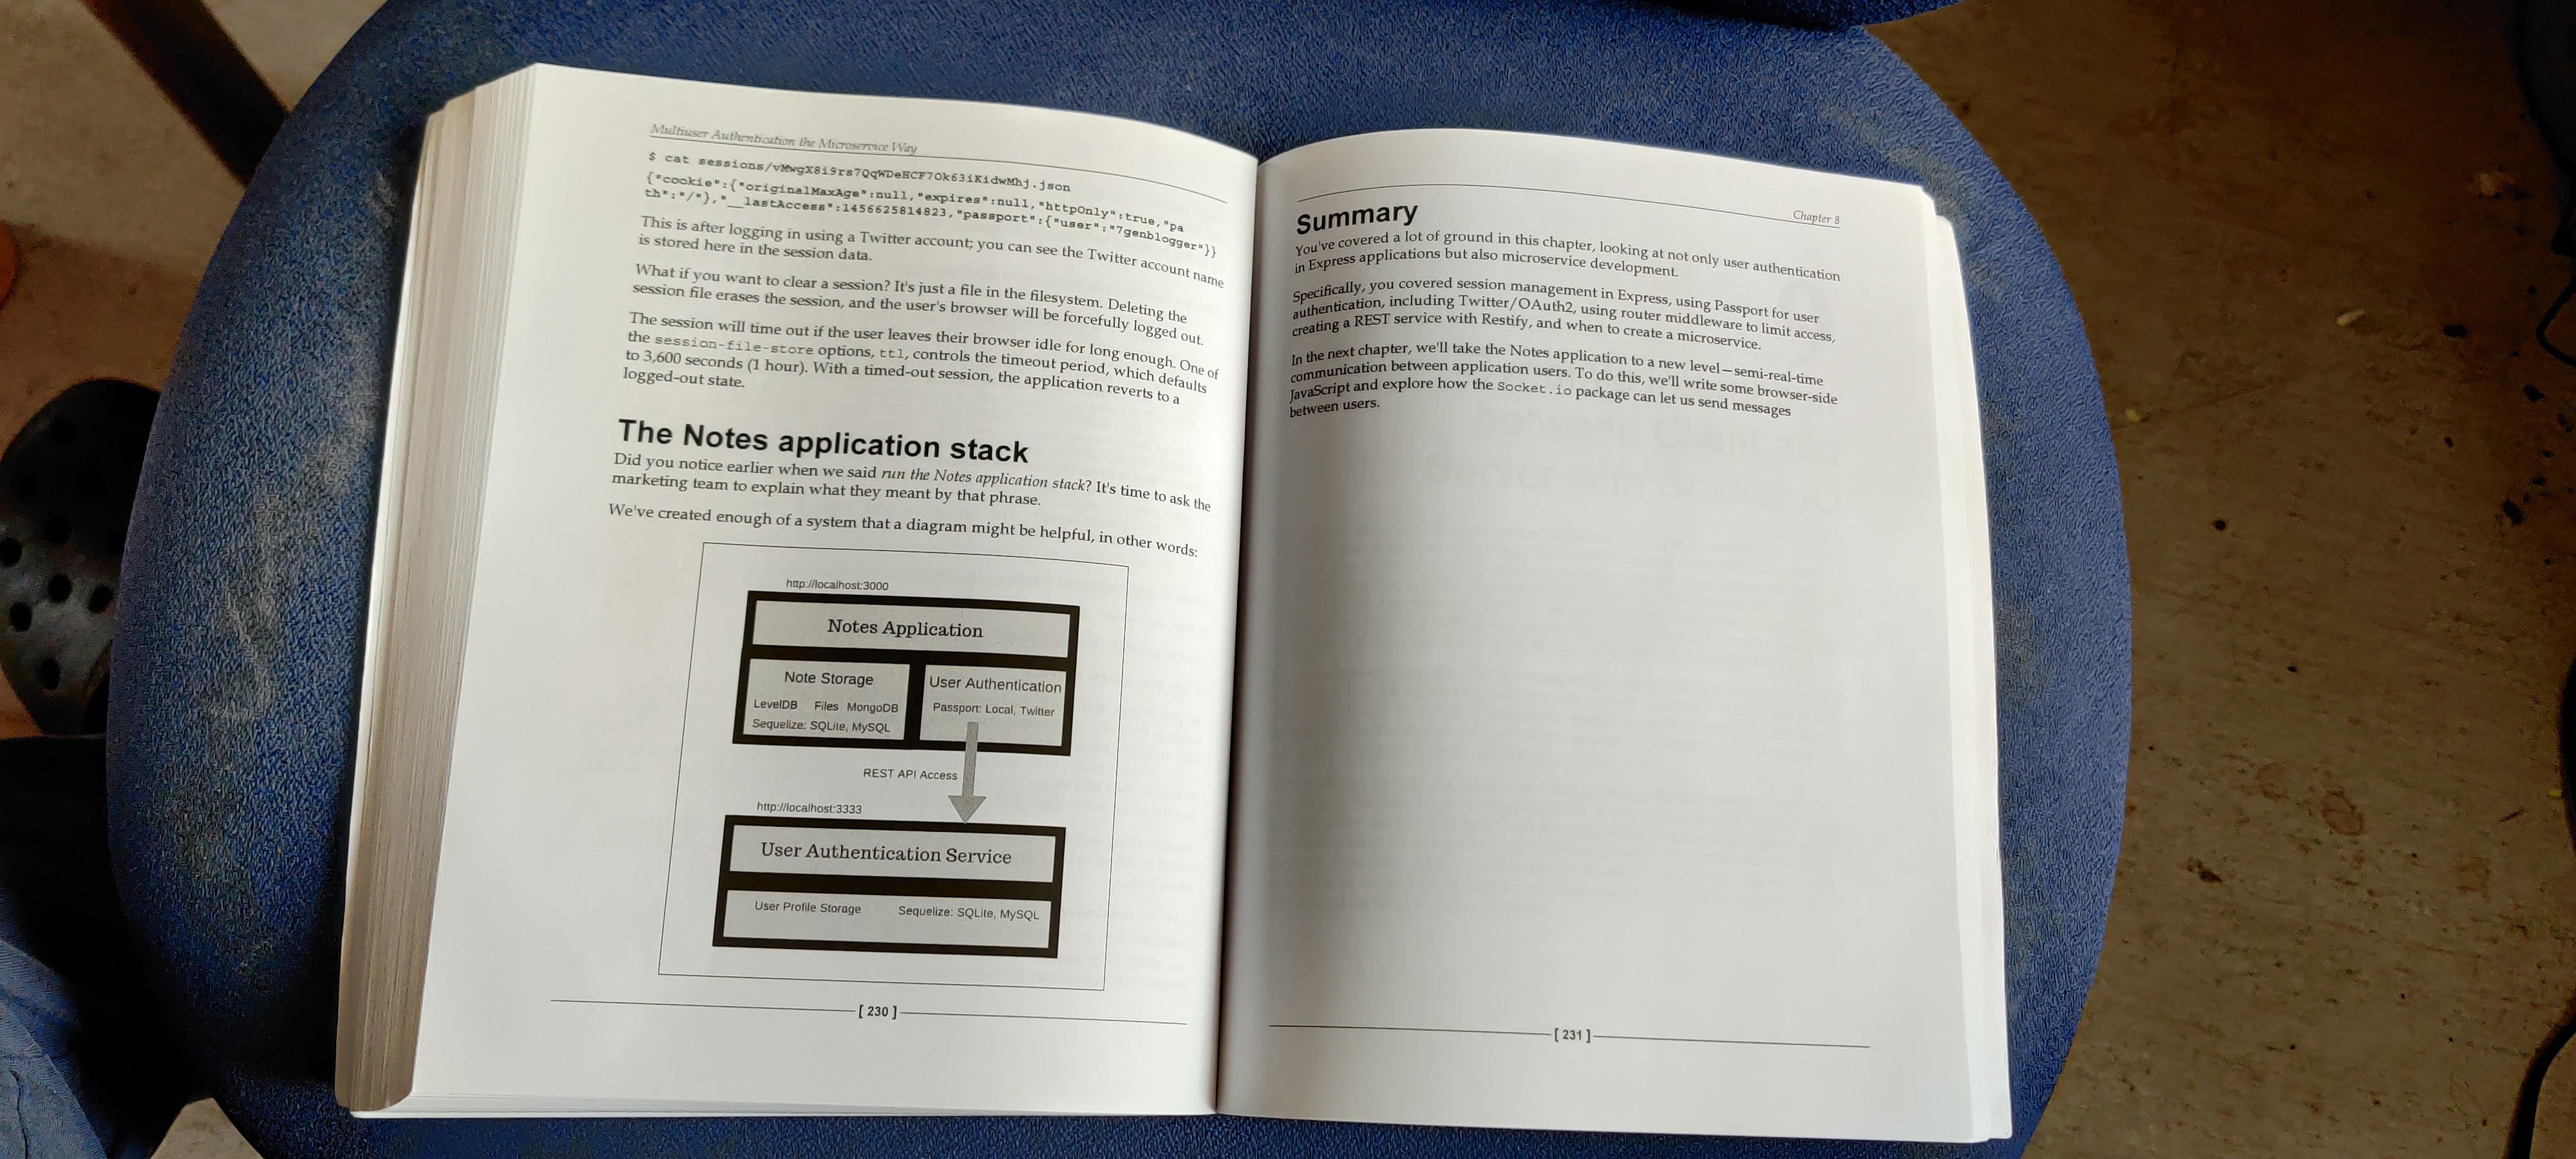 Multiuser Authentication the Microservice Way
$ cat sessions/vMwgX8i9rs7QqWDeHCF7Ok63iKidwMhj.json
{"cookie":{"originalMaxAge":null,"expires":null,"httpOnly":true,"pa
th":"/"},"__lastAccess":1456625814823,"passport":{"user":"7genblogger"}}
This is after logging in using a Twitter account; you can see the Twitter account name
is stored here in the session data.
What if you want to clear a session? It's just a file in the filesystem. Deleting the
session file erases the session, and the user's browser will be forcefully logged out.
The session will time out if the user leaves their browser idle for long enough. One of
the session-file-store options, ttl, controls the timeout period, which defaults
to 3,600 seconds (1 hour). With a timed-out session, the application reverts to a
logged-out state.
The Notes application stack
Did you notice earlier when we said run the Notes application stack? It's time to ask the
marketing team to explain what they meant by that phrase.
We've created enough of a system that a diagram might be helpful, in other words:
http://localhost:3000
Notes Application
Note Storage
LevelDB Files MongoDB
Sequelize: SQLite, MySQL
User Authentication
Passport: Local, Twitter
REST API Access
http://localhost:3333
User Authentication Service
User Profile Storage Sequelize: SQLite, MySQL
[ 230 ]
Chapter 8
Summary
You've covered a lot of ground in this chapter, looking at not only user authentication
in Express applications but also microservice development.
Specifically, you covered session management in Express, using Passport for user
authentication, including Twitter/OAuth2, using router middleware to limit access,
creating a REST service with Restify, and when to create a microservice.
In the next chapter, we'll take the Notes application to a new level—semi-real-time
communication between application users. To do this, we'll write some browser-side
JavaScript and explore how the Socket.io package can let us send messages
between users.
[ 231 ]